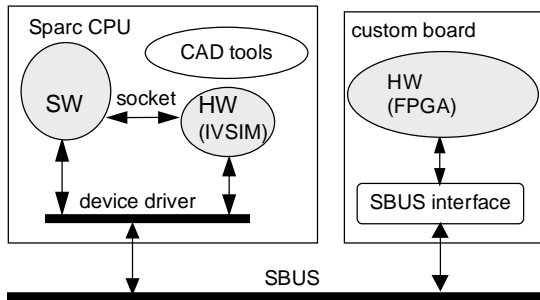 Sparc CPU
CAD tools
SW
socket
HW
(IVSIM)
device driver
custom board
HW
(FPGA)
SBUS interface
SBUS